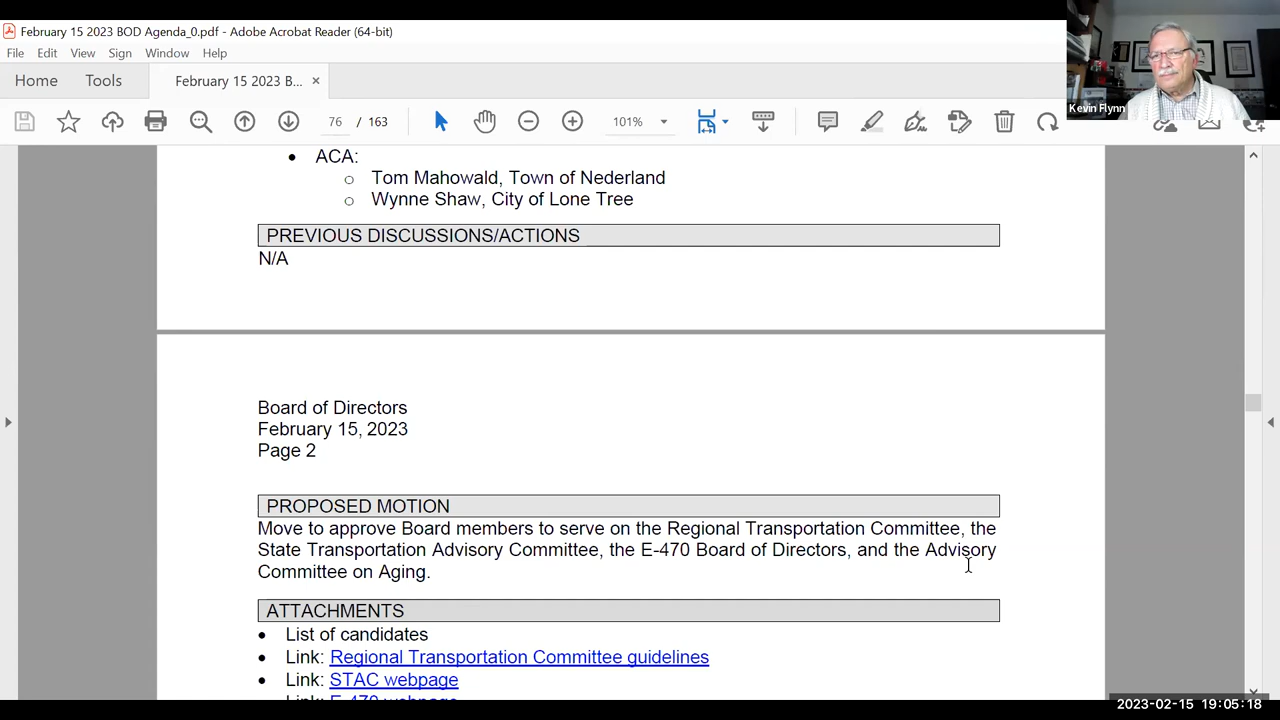 February 15 2023 BOD Agenda_0.pdf - Adobe Acrobat Reader (64-bit)
File Edit View Sign Window Help
Home Tools February 15 2023 B... ×
76 / 163 101%
Kevin Flynn
• ACA:
○ Tom Mahowald, Town of Nederland
○ Wynne Shaw, City of Lone Tree
PREVIOUS DISCUSSIONS/ACTIONS
N/A
Board of Directors
February 15, 2023
Page 2
PROPOSED MOTION
Move to approve Board members to serve on the Regional Transportation Committee, the
State Transportation Advisory Committee, the E-470 Board of Directors, and the Advisory
Committee on Aging.
ATTACHMENTS
• List of candidates
• Link: Regional Transportation Committee guidelines
• Link: STAC webpage
Link: E-470 webpage
2023-02-15 19:05:18